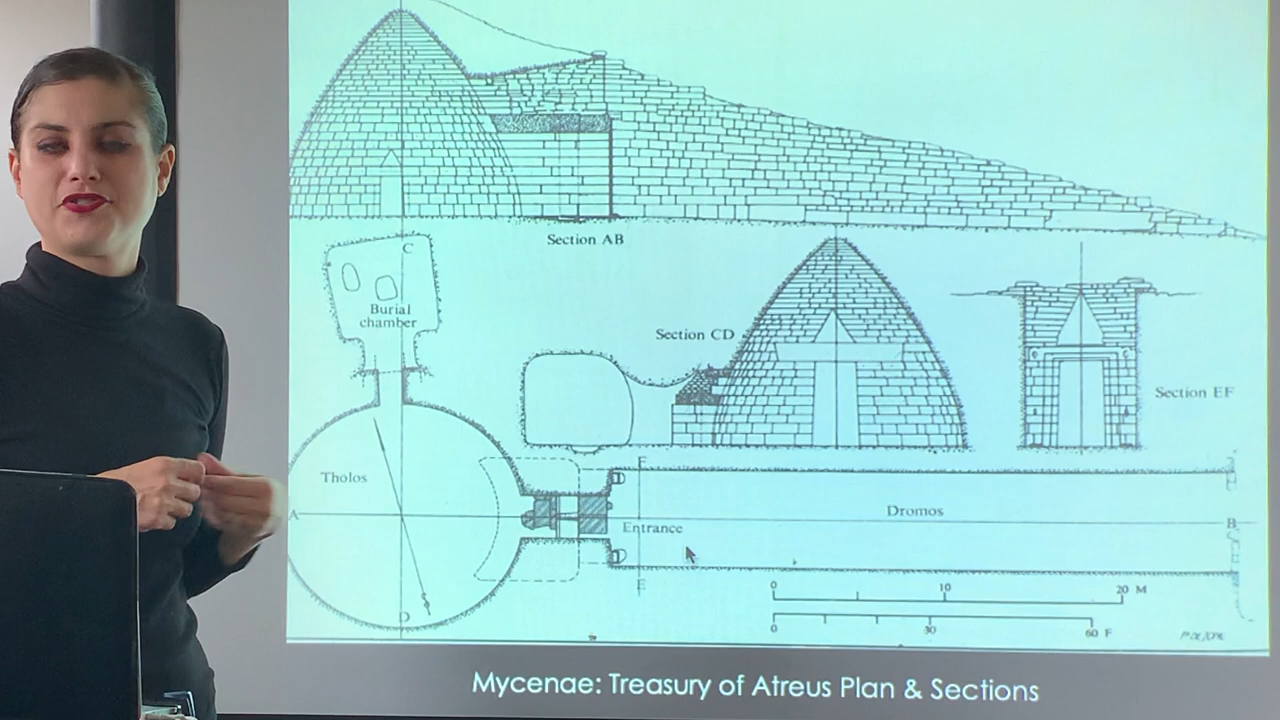 Section AB
C
Burial
chamber
Section CD
Section EF
Tholos
F
A
Entrance
Dromos
B
E
D
0 10 20 M
0 30 60 F
Mycenae: Treasury of Atreus Plan & Sections